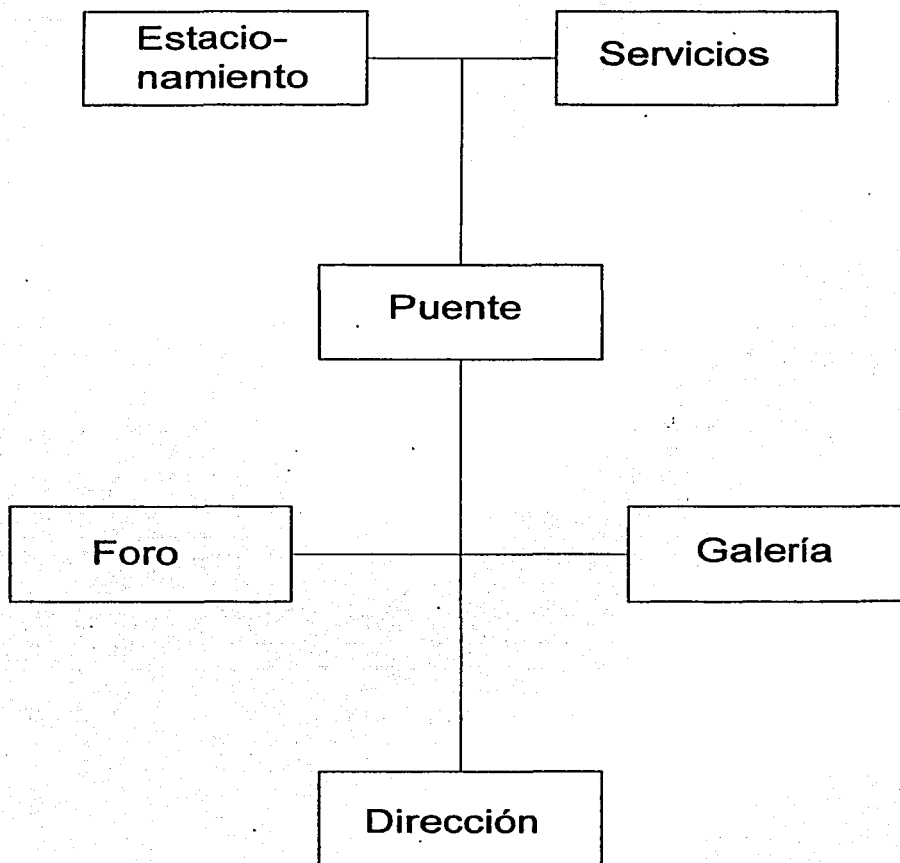 Estacio-
namiento
Servicios
Puente
Foro
Galería
Dirección